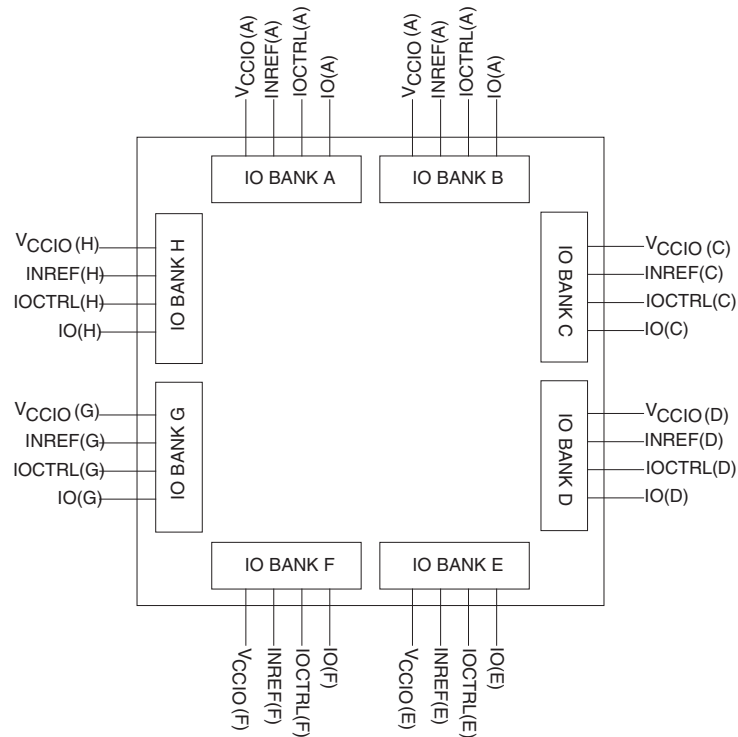 VCCIO(A)
INREF(A)
IOCTRL(A)
IO(A)
VCCIO(A)
INREF(A)
IOCTRL(A)
IO(A)
IO BANK A
IO BANK B
VCCIO(H)
INREF(H)
IOCTRL(H)
IO(H)
IO BANK H
IO BANK C
VCCIO(C)
INREF(C)
IOCTRL(C)
IO(C)
VCCIO(G)
INREF(G)
IOCTRL(G)
IO(G)
IO BANK G
IO BANK D
VCCIO(D)
INREF(D)
IOCTRL(D)
IO(D)
IO BANK F
IO BANK E
VCCIO(F)
INREF(F)
IOCTRL(F)
IO(F)
VCCIO(E)
INREF(E)
IOCTRL(E)
IO(E)